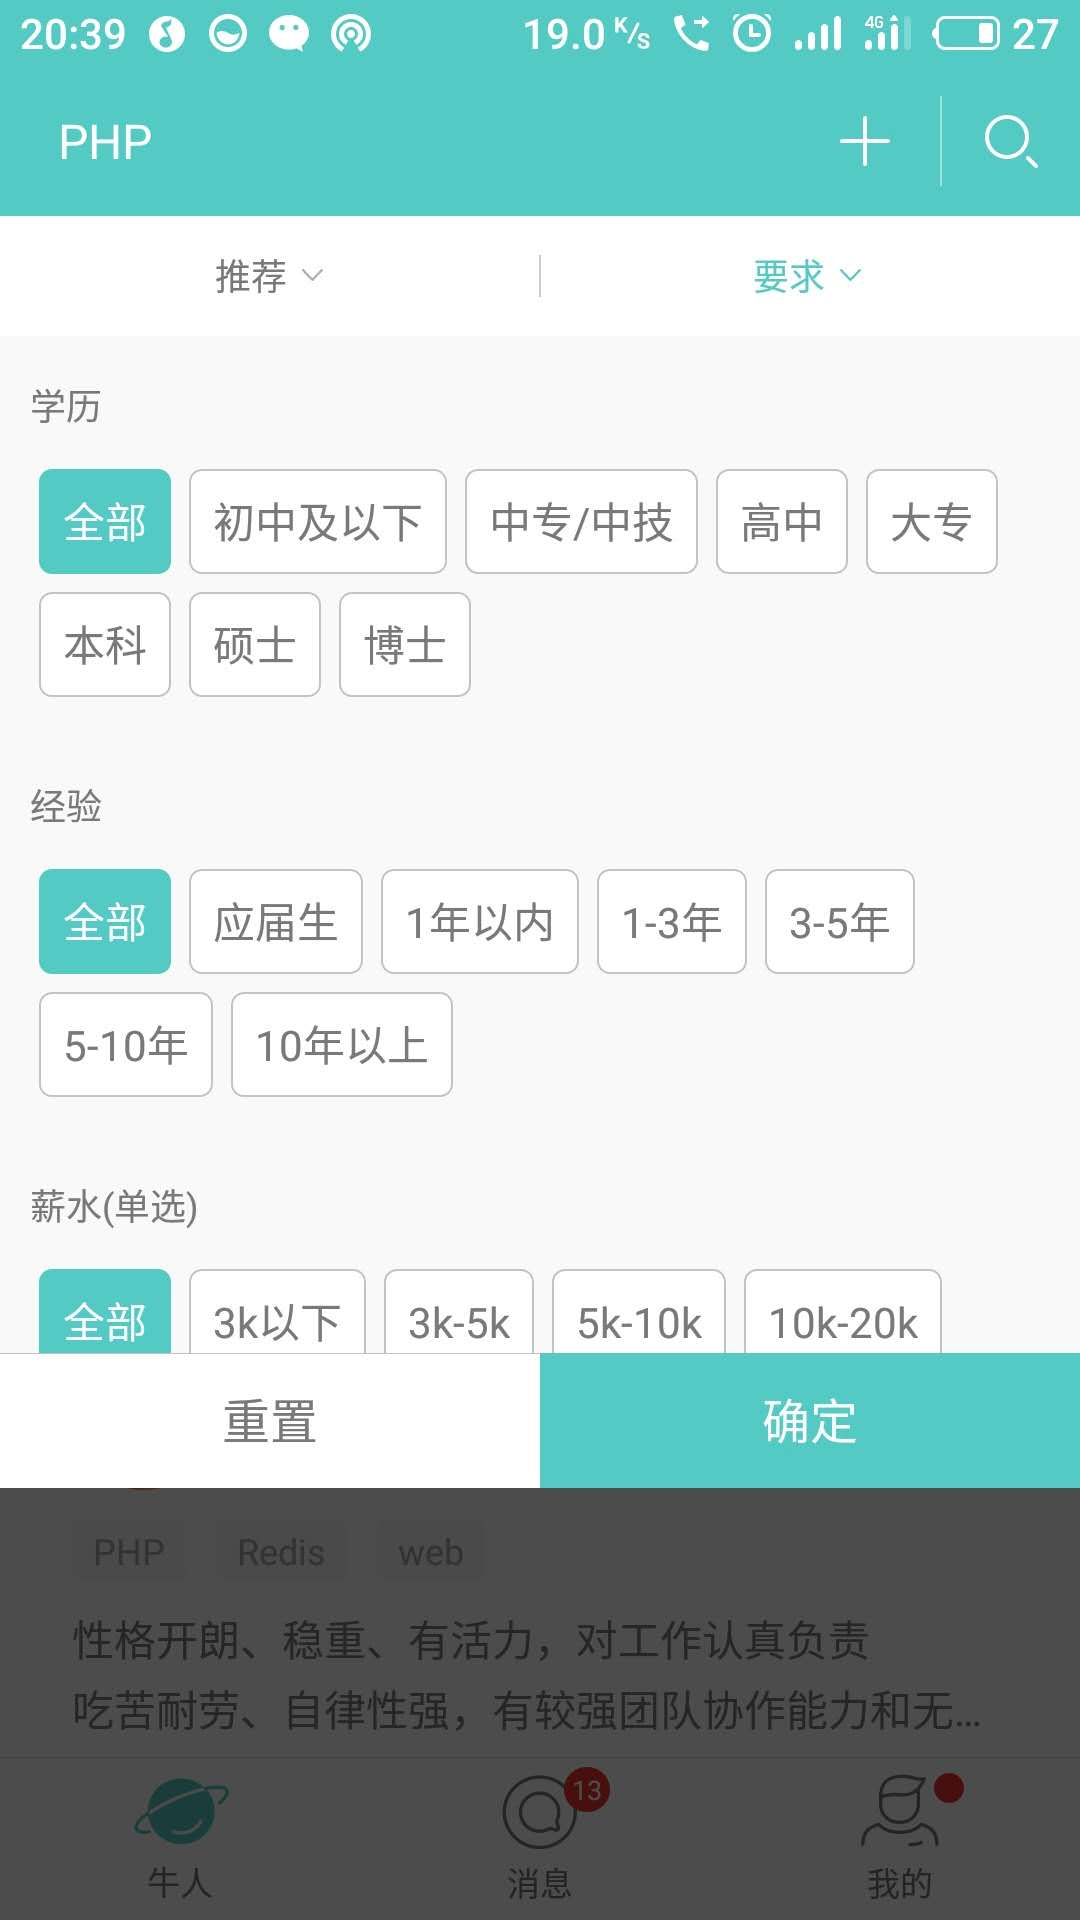 20:39 19.0 K/S 4G 27
PHP
推荐 要求
学历
全部 初中及以下 中专/中技 高中 大专
本科 硕士 博士
经验
全部 应届生 1年以内 1-3年 3-5年
5-10年 10年以上
薪水(单选)
全部 3k以下 3k-5k 5k-10k 10k-20k
重置 确定
PHP Redis web
性格开朗、稳重、有活力，对工作认真负责
吃苦耐劳、自律性强，有较强团队协作能力和无…
13
牛人 消息 我的